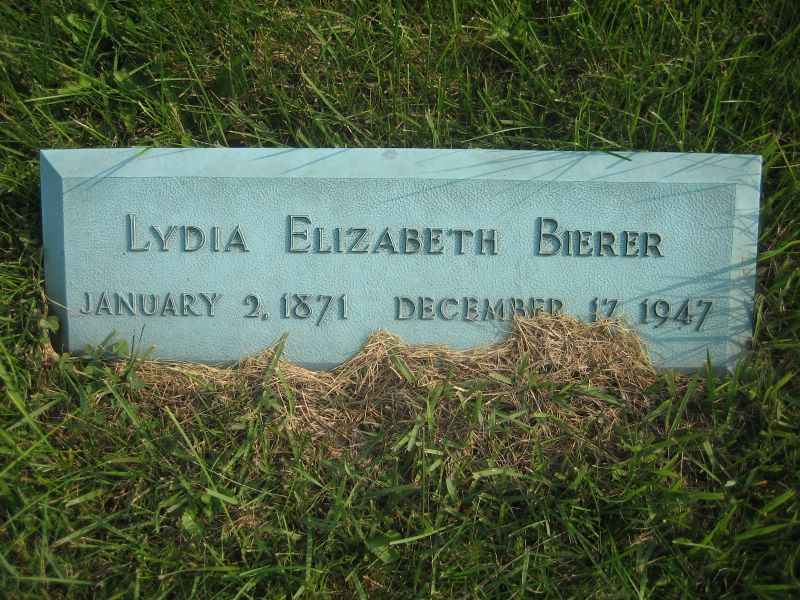 LYDIA ELIZABETH BIERER
JANUARY 2, 1871 DECEMBER 17, 1947